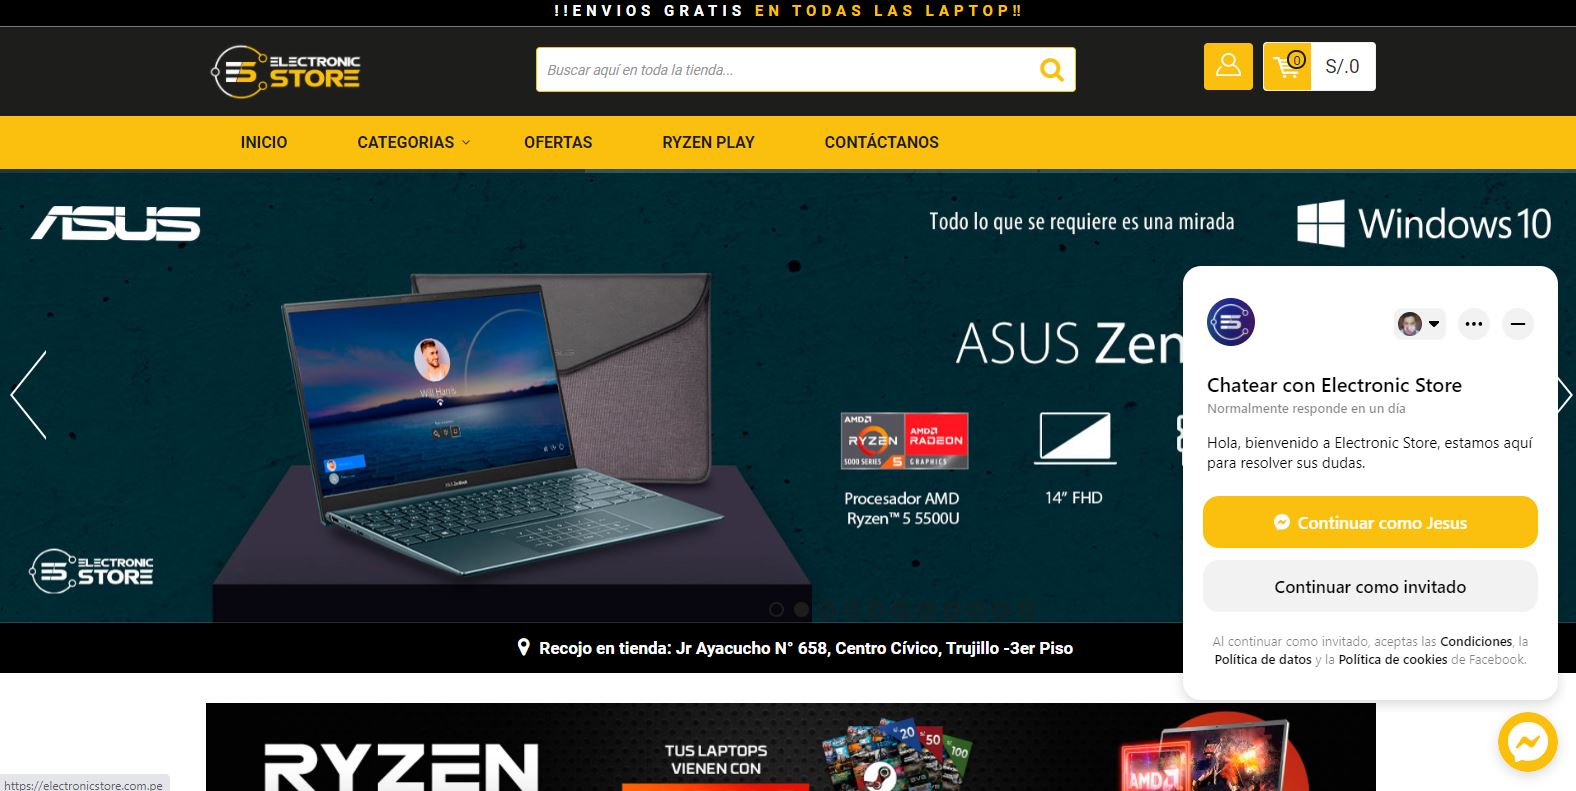 !!ENVIOS GRATIS EN TODAS LAS LAPTOP!!
ELECTRONIC
STORE
Buscar aquí en toda la tienda...
0
S/.0
INICIO
CATEGORIAS
OFERTAS
RYZEN PLAY
CONTÁCTANOS
ASUS
Todo lo que se requiere es una mirada
Windows 10
ASUS Zen
Will Harris
AMD
RYZEN
5000 SERIES 5
AMD
RADEON
GRAPHICS
Procesador AMD
Ryzen™ 5 5500U
14” FHD
ELECTRONIC
STORE
Chatear con Electronic Store
Normalmente responde en un día
Hola, bienvenido a Electronic Store, estamos aquí
para resolver sus dudas.
Continuar como Jesus
Continuar como invitado
Al continuar como invitado, aceptas las Condiciones, la
Política de datos y la Política de cookies de Facebook.
Recojo en tienda: Jr Ayacucho N° 658, Centro Cívico, Trujillo -3er Piso
RYZEN
TUS LAPTOPS
VIENEN CON
S/ 20
S/ 50
S/ 100
AMD
https://electronicstore.com.pe